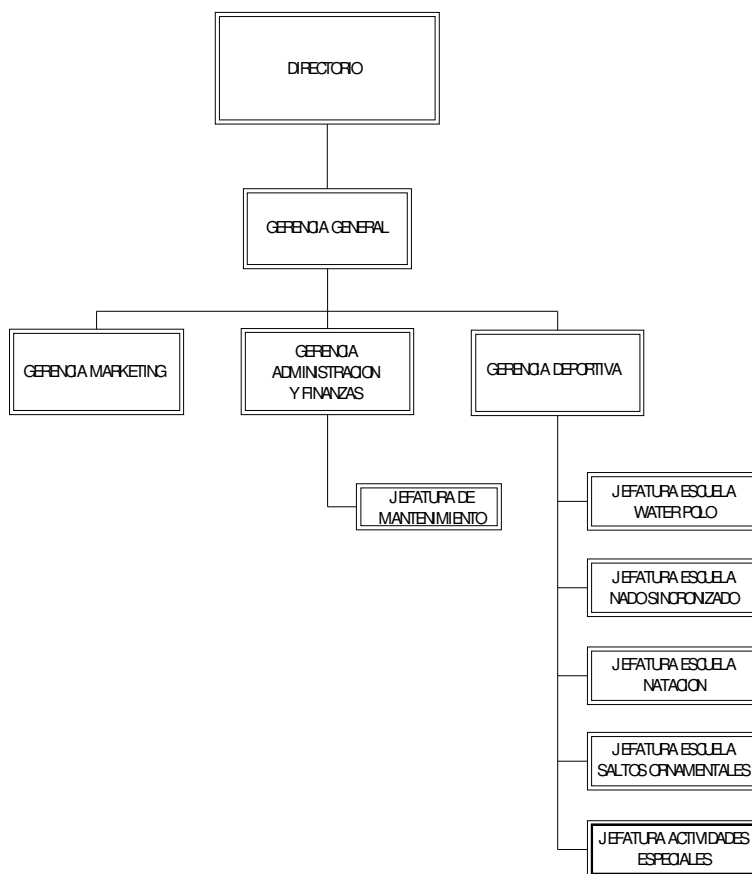 DIRECTORIO
GERENCIA GENERAL
GERENCIA MARKETING
GERENCIA
ADMINISTRACION
Y FINANZAS
GERENCIA DEPORTIVA
JEFATURA DE
MANTENIMIENTO
JEFATURA ESCUELA
WATER POLO
JEFATURA ESCUELA
NADO SINCRONIZADO
JEFATURA ESCUELA
NATACION
JEFATURA ESCUELA
SALTOS ORNAMENTALES
JEFATURA ACTIVIDADES
ESPECIALES